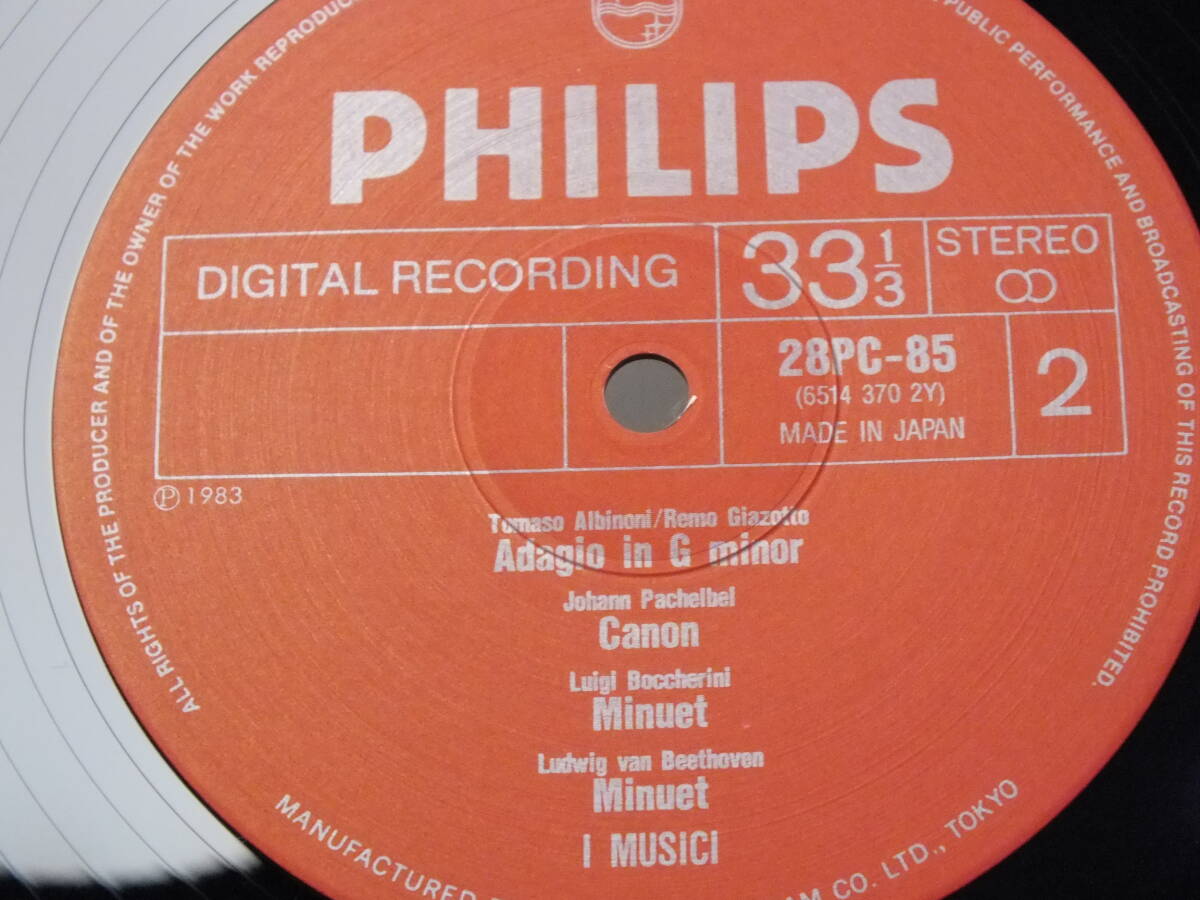 PHILIPS
DIGITAL RECORDING
33 1/3
STEREO
28PC-85
(6514 370 2Y)
MADE IN JAPAN
2
Ⓟ 1983
Tomaso Albinoni/Remo Giazotto
Adagio in G minor
Johann Pachelbel
Canon
Luigi Boccherini
Minuet
Ludwig van Beethoven
Minuet
I MUSICI
ALL RIGHTS OF THE PRODUCER AND OF THE OWNER OF THE WORK
PUBLIC PERFORMANCE AND BROADCASTING OF THIS RECORD PROHIBITED.
MANUFACTURED
CO. LTD., TOKYO